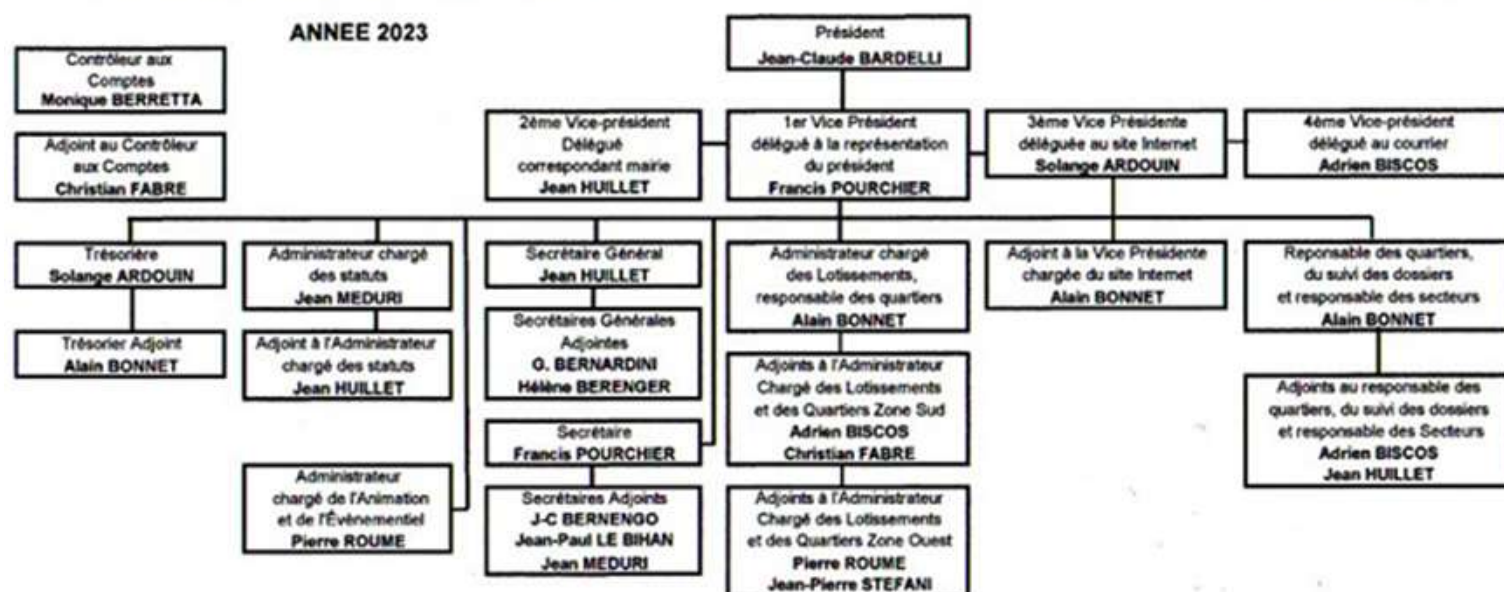 ANNEE 2023
Président
Jean-Claude BARDELLI
Contrôleur aux
Comptes
Monique BERRETTA
Adjoint au Contrôleur
aux Comptes
Christian FABRE
2ème Vice-président
Délégué
correspondant mairie
Jean HUILLET
1er Vice Président
délégué à la représentation
du président
Francis POURCHIER
3ème Vice Présidente
déléguée au site Internet
Solange ARDOUIN
4ème Vice-président
délégué au courrier
Adrien BISCOS
Trésorière
Solange ARDOUIN
Trésorier Adjoint
Alain BONNET
Administrateur chargé
des statuts
Jean MEDURI
Adjoint à l'Administrateur
chargé des statuts
Jean HUILLET
Administrateur
chargé de l'Animation
et de l'Évènementiel
Pierre ROUME
Secrétaire Général
Jean HUILLET
Secrétaires Générales
Adjointes
G. BERNARDINI
Hélène BERENGER
Secrétaire
Francis POURCHIER
Secrétaires Adjoints
J-C BERNENGO
Jean-Paul LE BIHAN
Jean MEDURI
Administrateur chargé
des Lotissements,
responsable des quartiers
Alain BONNET
Adjoints à l'Administrateur
Chargé des Lotissements
et des Quartiers Zone Sud
Adrien BISCOS
Christian FABRE
Adjoints à l'Administrateur
Chargé des Lotissements
et des Quartiers Zone Ouest
Pierre ROUME
Jean-Pierre STEFANI
Adjoint à la Vice Présidente
chargée du site Internet
Alain BONNET
Reponsable des quartiers,
du suivi des dossiers
et responsable des secteurs
Alain BONNET
Adjoints au responsable des
quartiers, du suivi des dossiers
et responsable des Secteurs
Adrien BISCOS
Jean HUILLET